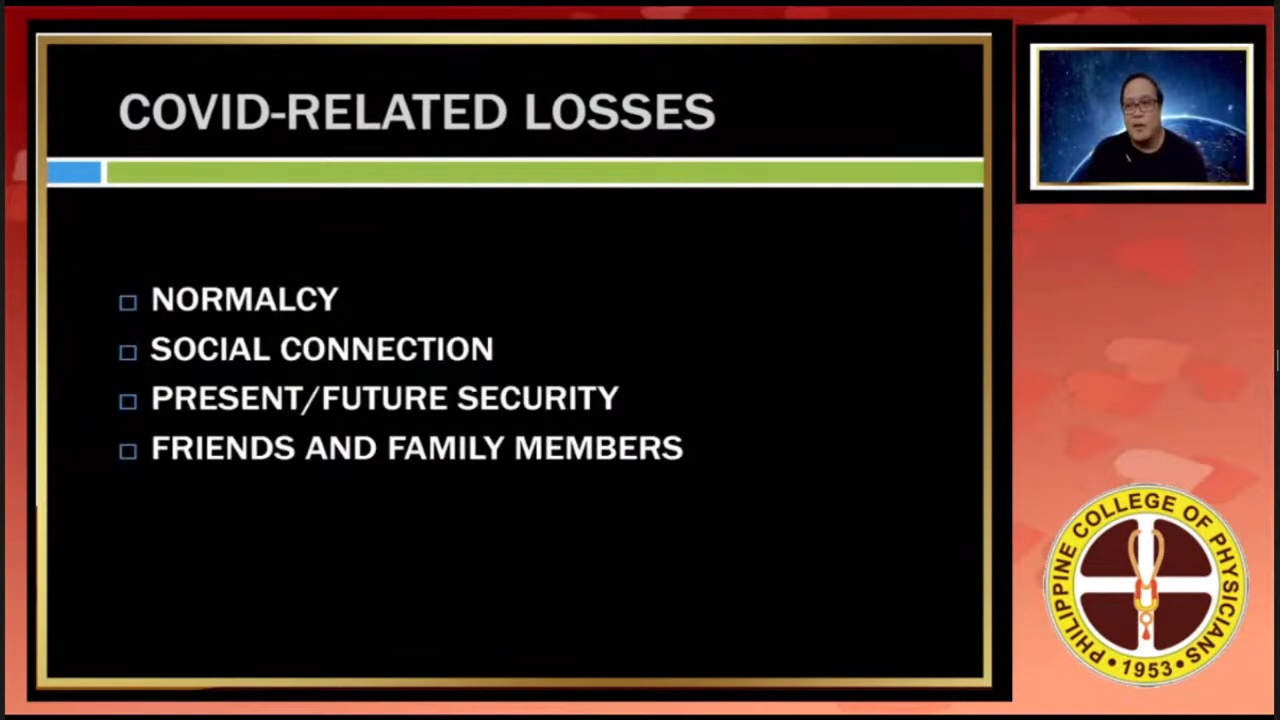 COVID-RELATED LOSSES
NORMALCY
SOCIAL CONNECTION
PRESENT/FUTURE SECURITY
FRIENDS AND FAMILY MEMBERS
PHILIPPINE COLLEGE OF PHYSICIANS
• 1953 •